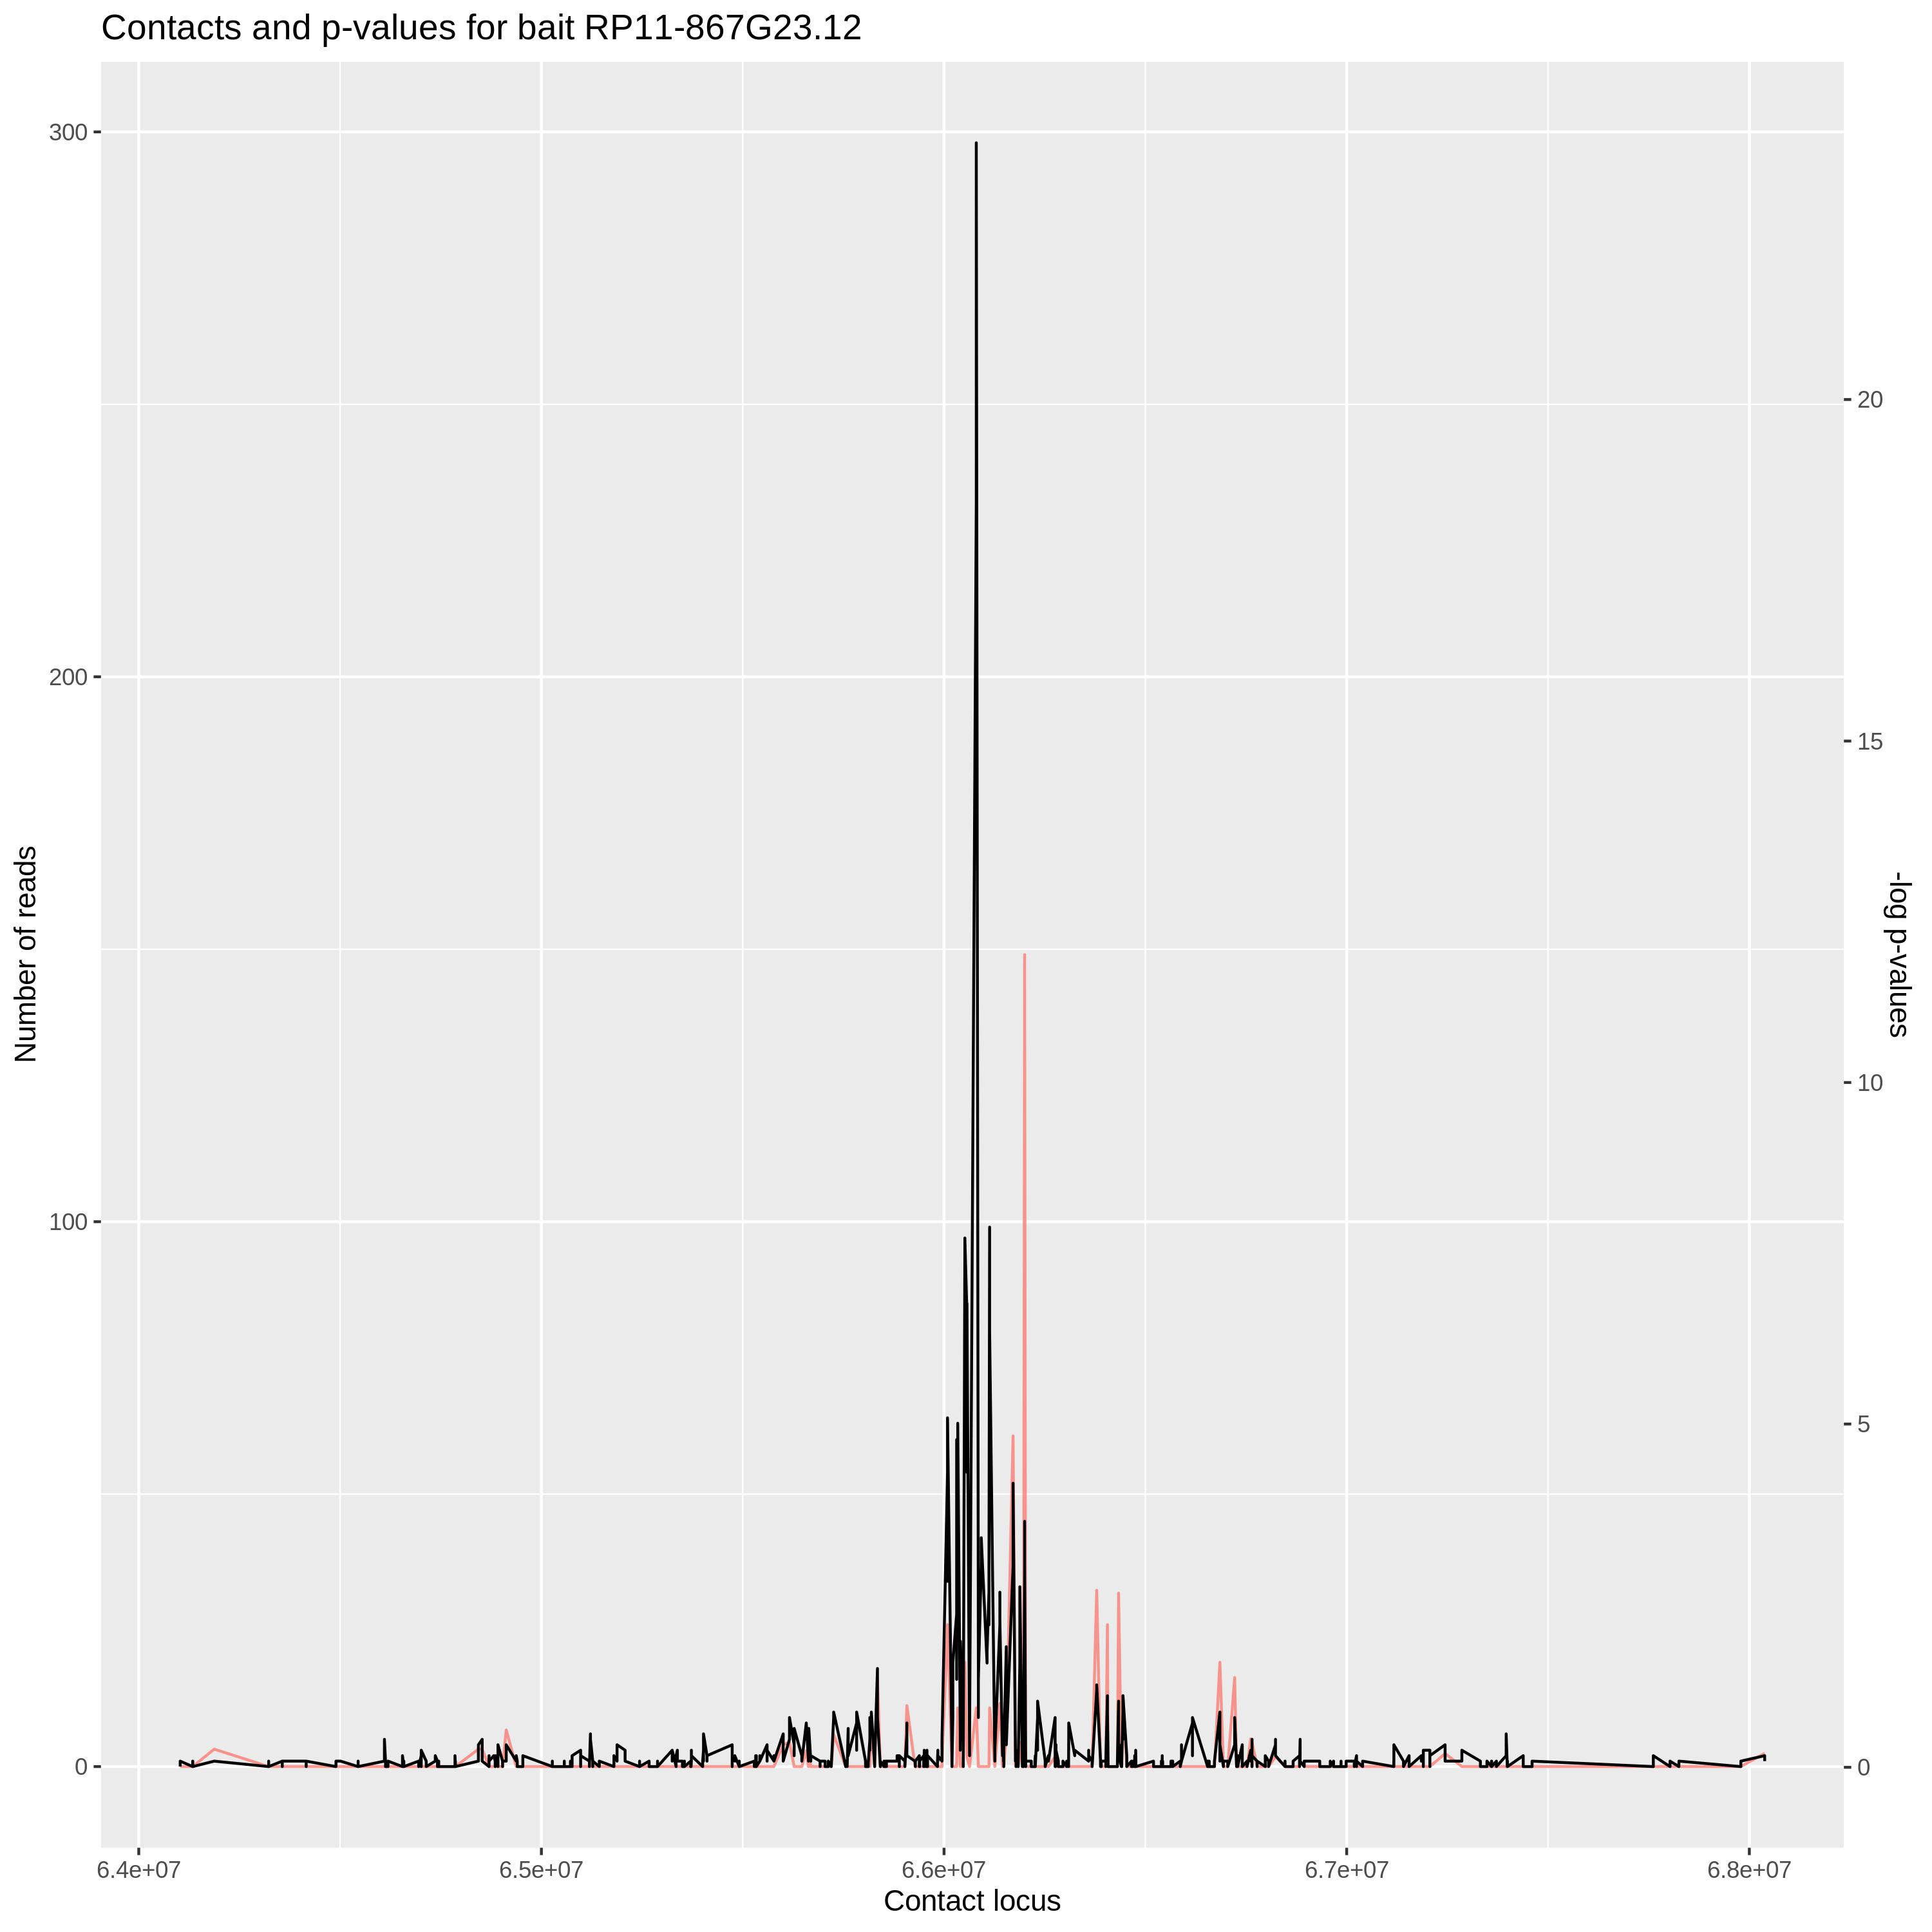 Contacts and p-values for bait RP11-867G23.12
300
200
100
0
Number of reads
20
15
10
5
0
-log p-values
6.4e+07 6.5e+07 6.6e+07 6.7e+07 6.8e+07
Contact locus